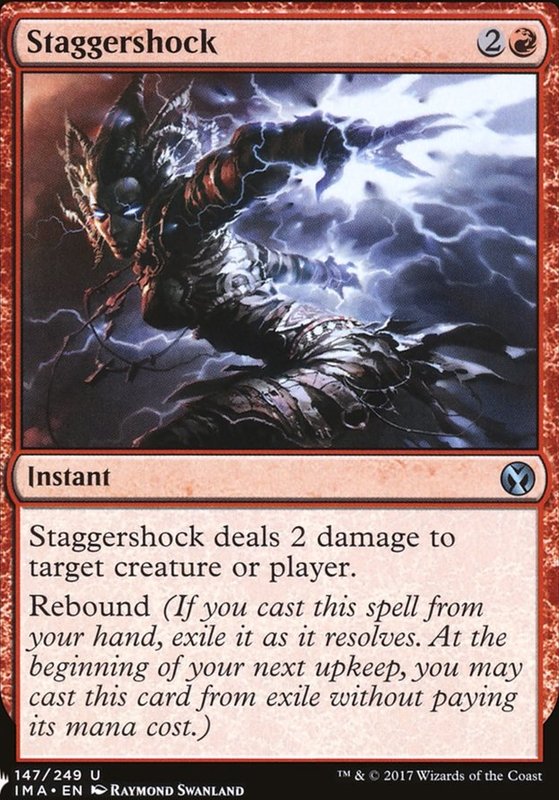 Staggershock 2
Instant
Staggershock deals 2 damage to
target creature or player.
Rebound (If you cast this spell from
your hand, exile it as it resolves. At the
beginning of your next upkeep, you may
cast this card from exile without paying
its mana cost.)
147/249 U
IMA • EN Raymond Swanland
™ & © 2017 Wizards of the Coast